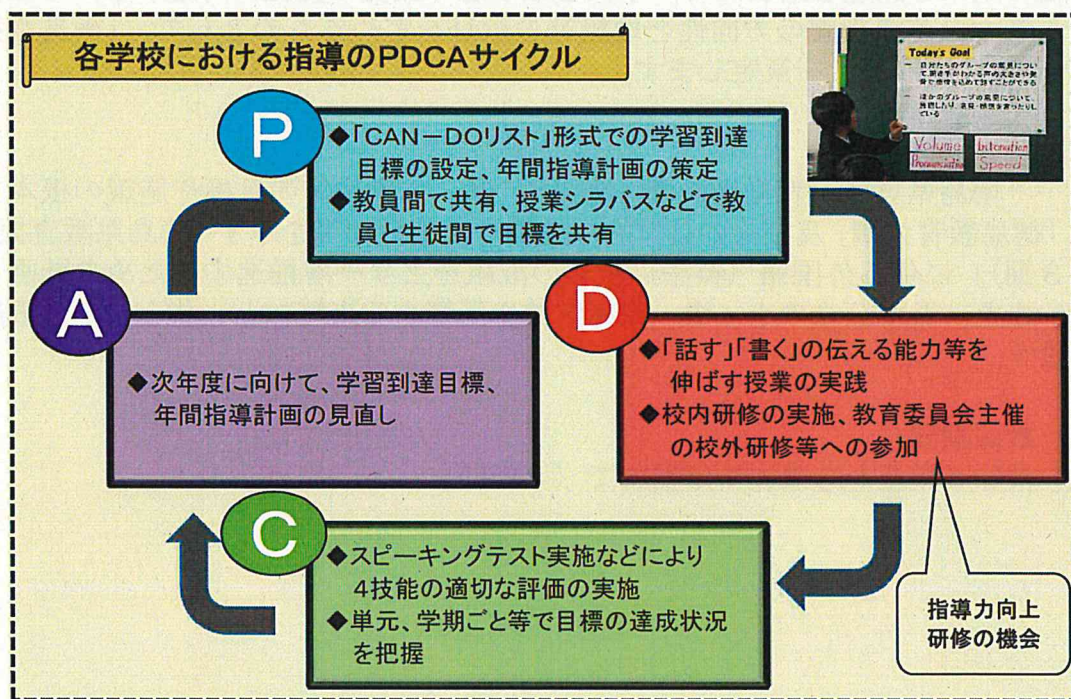 各学校における指導のPDCAサイクル
Today's Goal
Volume
Intonation
Pronunciation
Speed
P
◆「CAN－DOリスト」形式での学習到達
目標の設定、年間指導計画の策定
◆教員間で共有、授業シラバスなどで教
員と生徒間で目標を共有
D
◆「話す」「書く」の伝える能力等を
伸ばす授業の実践
◆校内研修の実施、教育委員会主催
の校外研修等への参加
指導力向上
研修の機会
C
◆スピーキングテスト実施などにより
４技能の適切な評価の実施
◆単元、学期ごと等で目標の達成状況
を把握
A
◆次年度に向けて、学習到達目標、
年間指導計画の見直し